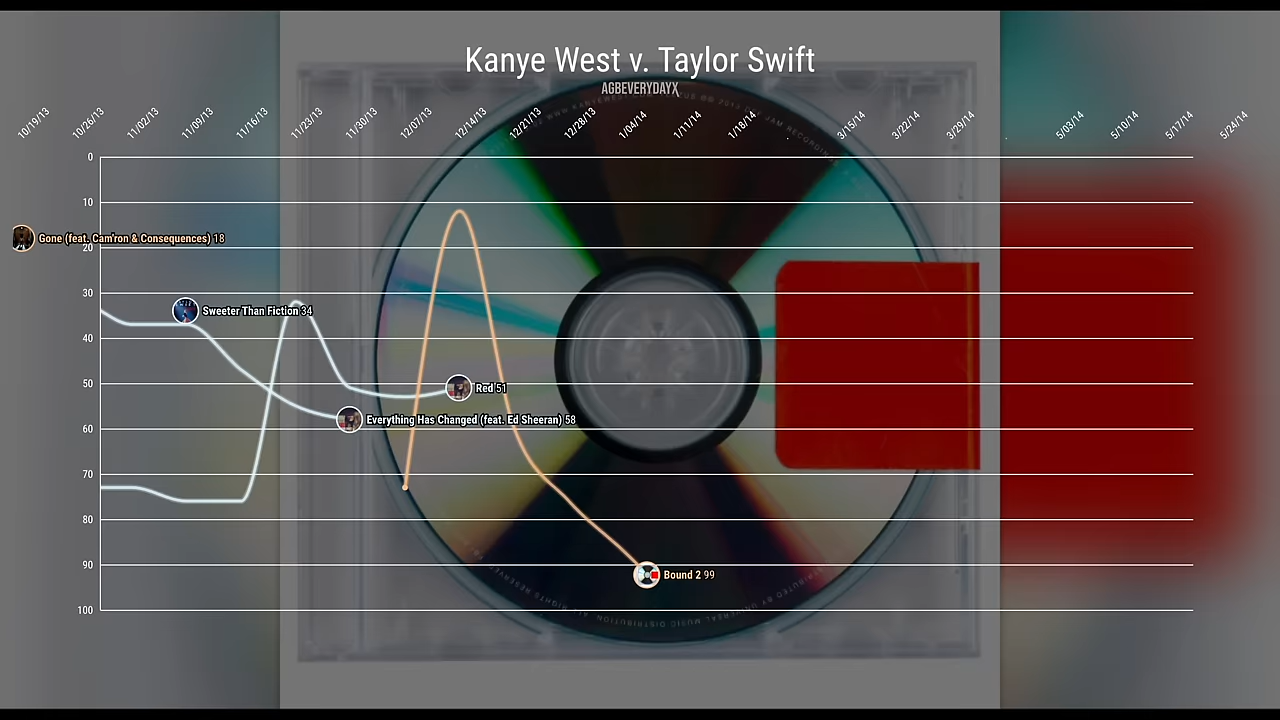 Kanye West v. Taylor Swift
AGBEVERYDAYX
10/19/13 10/26/13 11/02/13 11/09/13 11/16/13 11/23/13 11/30/13 12/07/13 12/14/13 12/21/13 12/28/13 1/04/14 1/11/14 1/18/14 3/15/14 3/22/14 3/29/14 5/03/14 5/10/14 5/17/14 5/24/14
0
10
Gone (feat. Cam'ron & Consequences) 18
20
30
Sweeter Than Fiction 34
40
50
Red 51
Everything Has Changed (feat. Ed Sheeran) 58
60
70
80
90
Bound 2 99
100